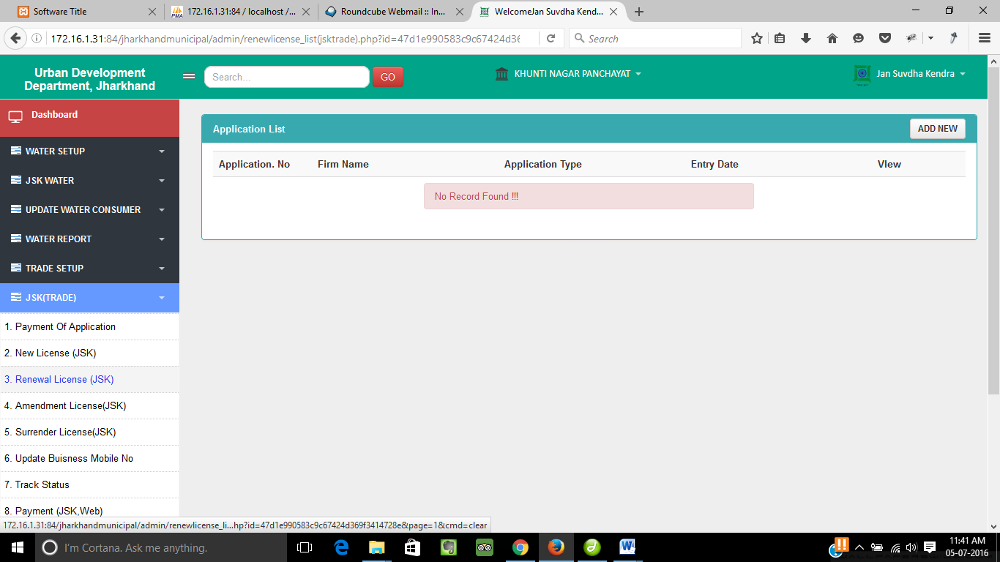 Software Title
172.16.1.31:84 / localhost /...
Roundcube Webmail :: In...
WelcomeJan Suvdha Kend...
172.16.1.31:84/jharkhandmunicipal/admin/renewlicense_list(jsktrade).php?id=47d1e990583c9c67424d36
Search
Urban Development
Department, Jharkhand
Search...
GO
KHUNTI NAGAR PANCHAYAT
Jan Suvdha Kendra
Dashboard
WATER SETUP
JSK WATER
UPDATE WATER CONSUMER
WATER REPORT
TRADE SETUP
JSK(TRADE)
1. Payment Of Application
2. New License (JSK)
3. Renewal License (JSK)
4. Amendment License(JSK)
5. Surrender License(JSK)
6. Update Buisness Mobile No
7. Track Status
8. Payment (JSK,Web)
Application List
ADD NEW
Application. No Firm Name Application Type Entry Date VIew
No Record Found !!!
172.16.1.31:84/jharkhandmunicipal/admin/renewlicense_li...hp?id=47d1e990583c9c67424d369f3414728e&page=1&cmd=clear
I'm Cortana. Ask me anything.
11:41 AM
05-07-2016